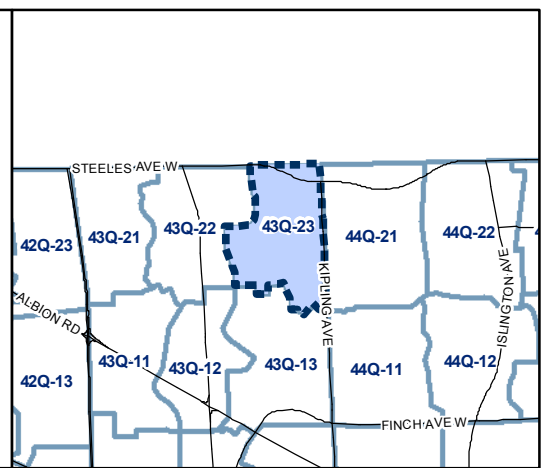 STEELES AVE W
43Q-22
43Q-23
42Q-23
43Q-21
44Q-21
44Q-22
4
KIPLING AVE
ISLINGTON AVE
ALBION RD
43Q-11
43Q-12
43Q-13
44Q-11
44Q-12
42Q-13
FINCH AVE W